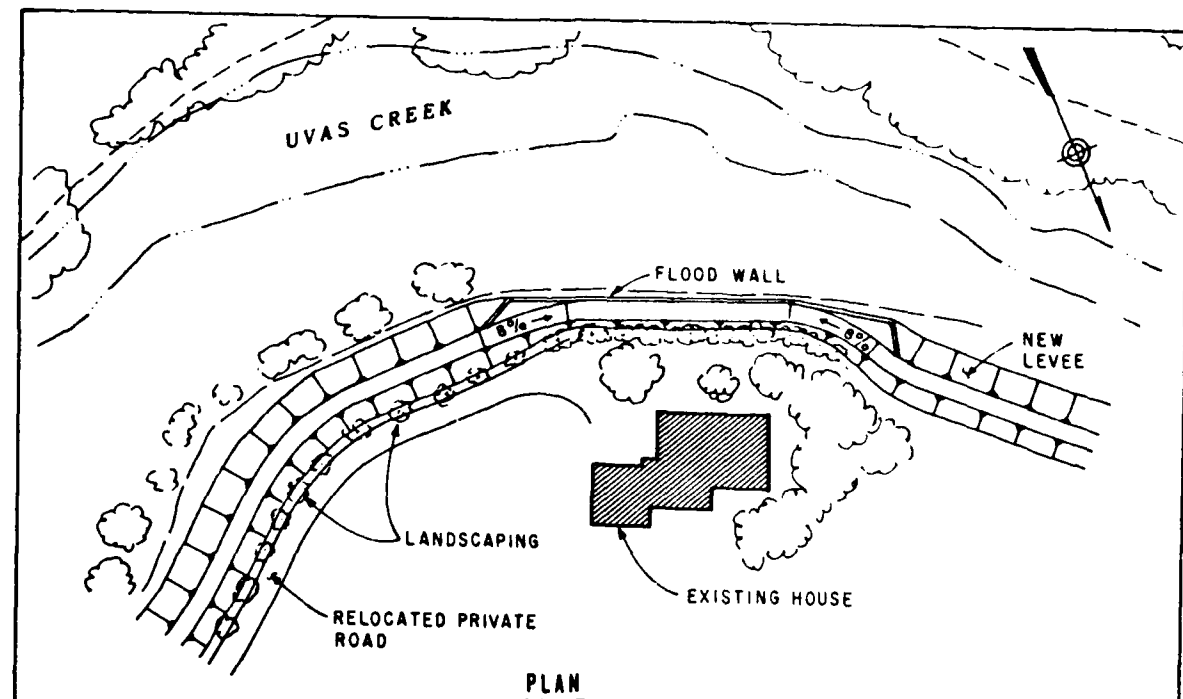 UVAS CREEK
FLOOD WALL
8%
8%
NEW
LEVEE
LANDSCAPING
EXISTING HOUSE
RELOCATED PRIVATE
ROAD
PLAN